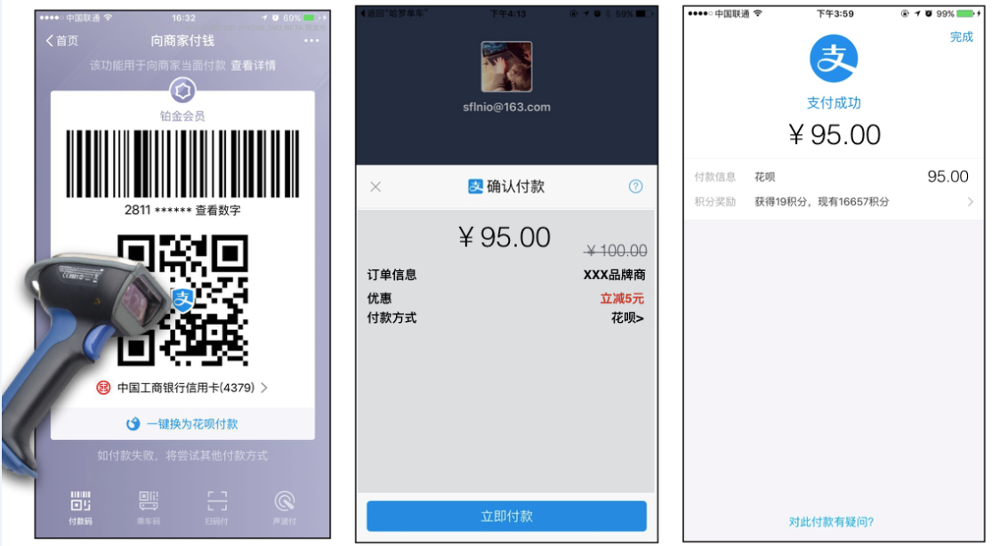 中国联通 16:32 69%
首页 向商家付钱
该功能用于向商家当面付款 查看详情
铂金会员
2811 ****** 查看数字
支
中国工商银行信用卡(4379) >
一键换为花呗付款
如付款失败，将尝试其他付款方式
付款码 乘车码 扫码付 声波付
返回"哈罗单车" 下午4:13 59%
sflnio@163.com
支 确认付款 ?
¥95.00
¥100.00
订单信息 XXX品牌商
优惠 立减5元
付款方式 花呗>
立即付款
中国联通 下午3:59 99%
完成
支
支付成功
¥95.00
付款信息 花呗 95.00
积分奖励 获得19积分，现有16657积分 >
对此付款有疑问?